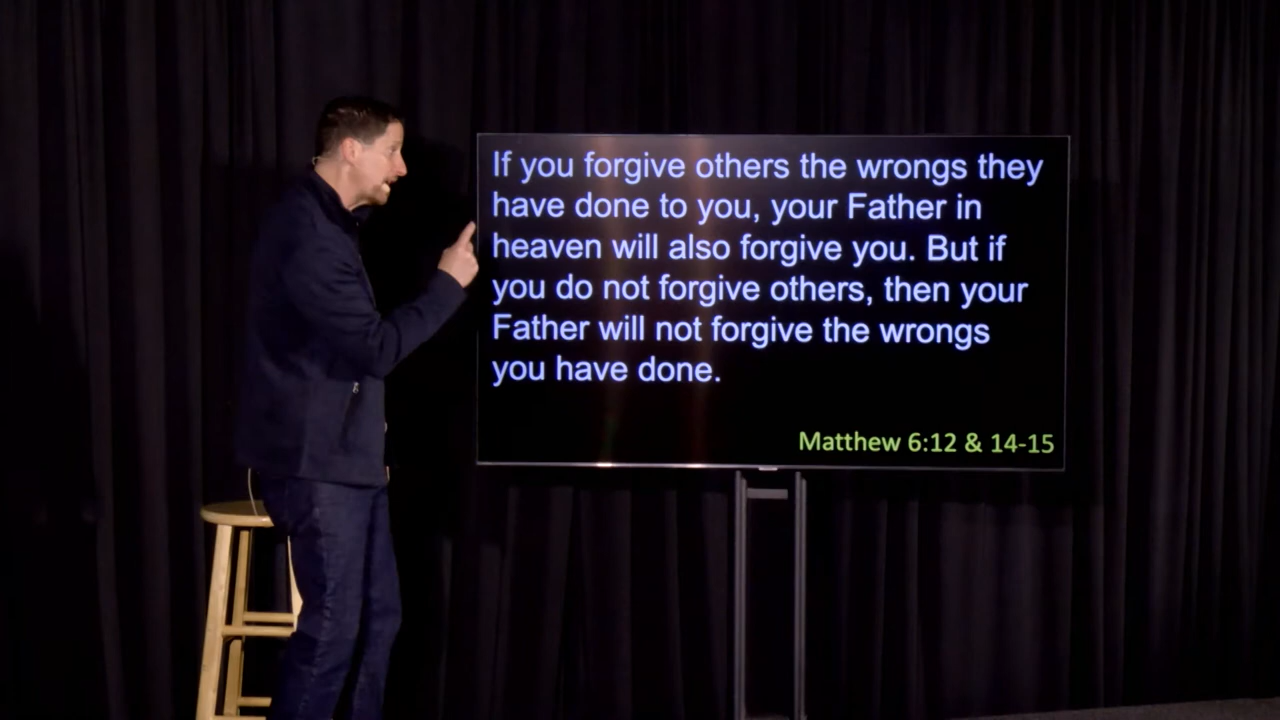 If you forgive others the wrongs they
have done to you, your Father in
heaven will also forgive you. But if
you do not forgive others, then your
Father will not forgive the wrongs
you have done.
Matthew 6:12 & 14-15